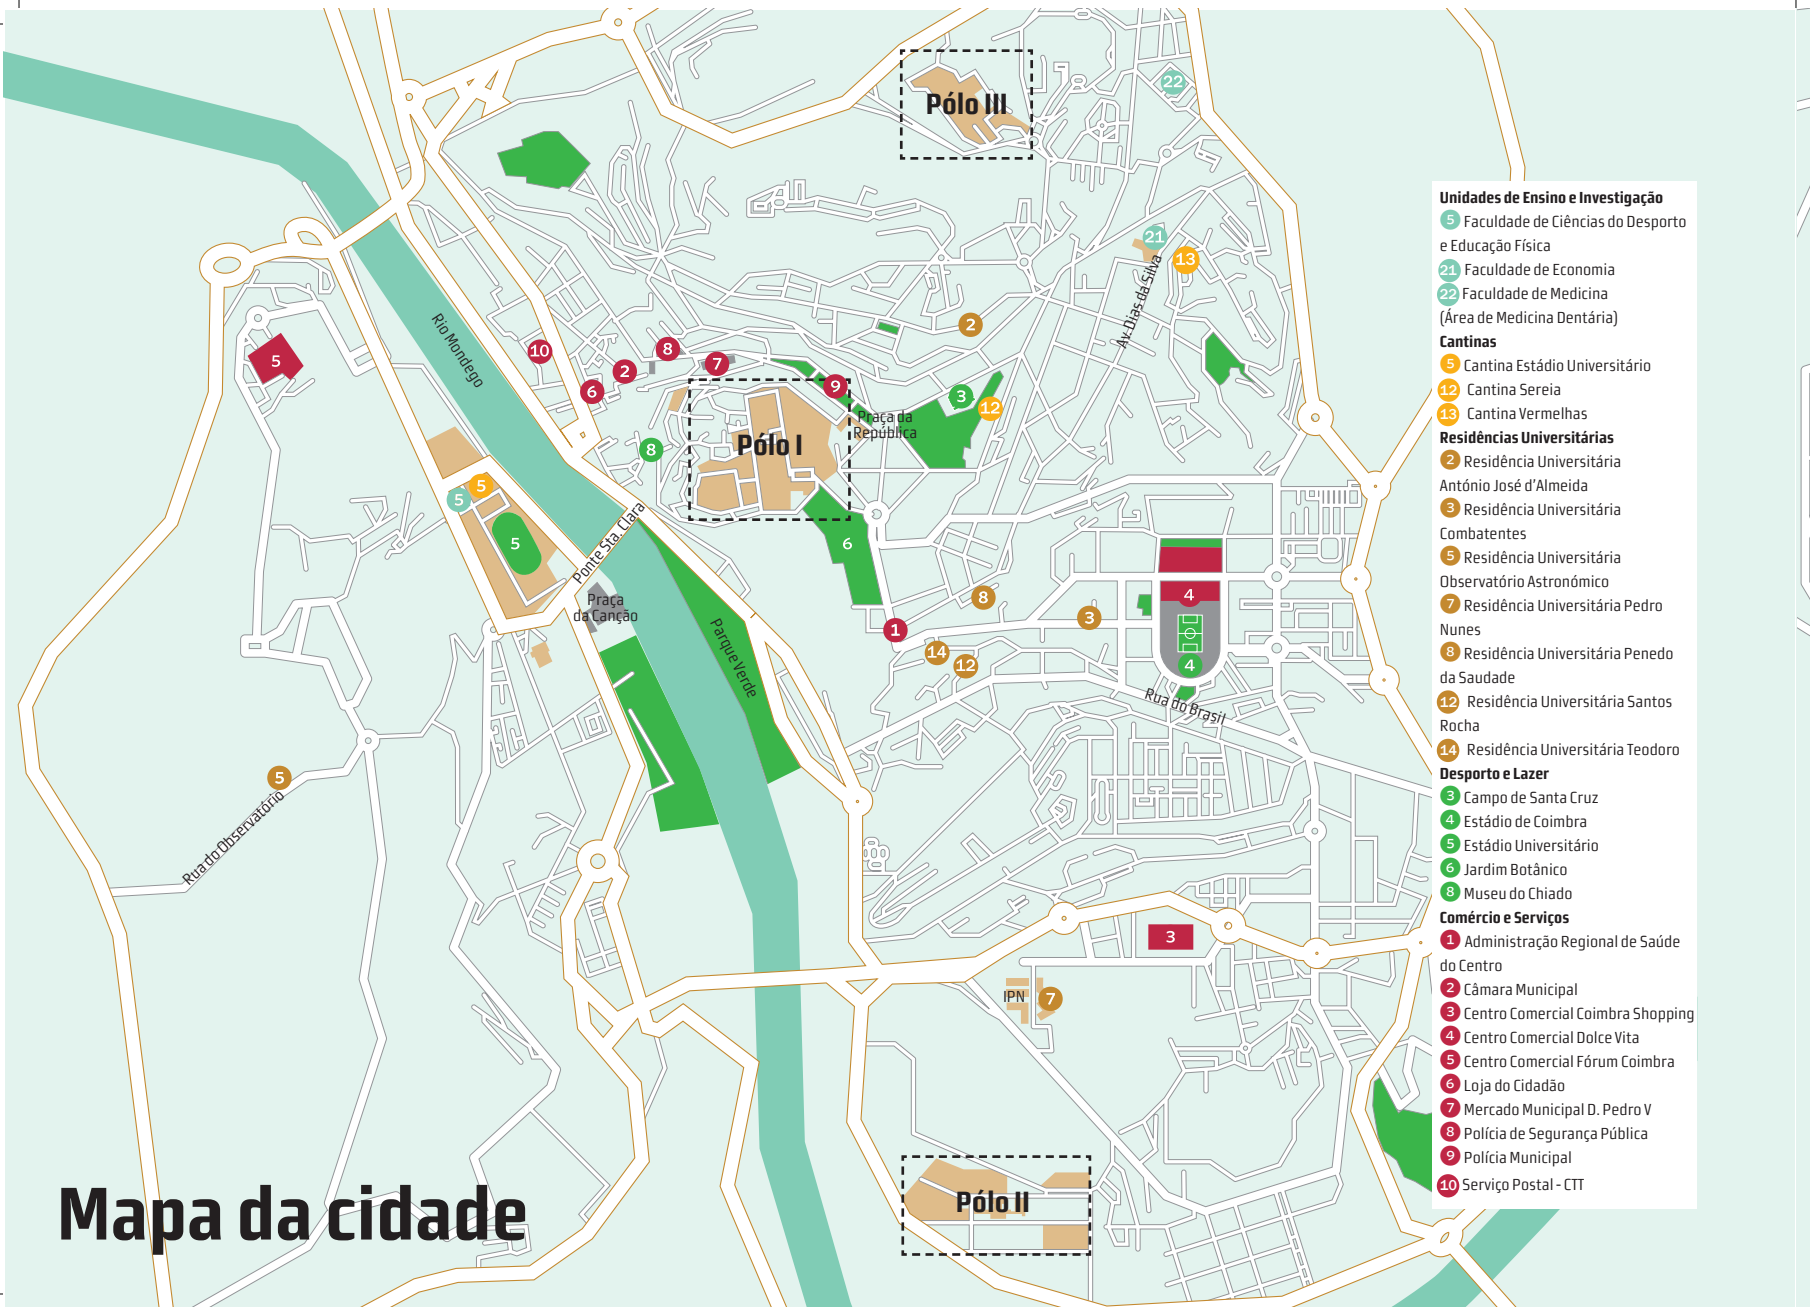 Pólo III
22
21
13
Av. Dias da Silva
Rio Mondego
2
10
8
7
2
6
9
5
3
12
Praça da
República
Pólo I
8
5
5
5
6
Ponte Sta. Clara
Praça
da Canção
Parque Verde
8
3
4
4
1
14
12
Rua do Brasil
5
Rua do Observatório
3
IPN
7
Pólo II
Mapa da cidade
Unidades de Ensino e Investigação
5 Faculdade de Ciências do Desporto
e Educação Física
21 Faculdade de Economia
22 Faculdade de Medicina
(Área de Medicina Dentária)
Cantinas
5 Cantina Estádio Universitário
12 Cantina Sereia
13 Cantina Vermelhas
Residências Universitárias
2 Residência Universitária
António José d'Almeida
3 Residência Universitária
Combatentes
5 Residência Universitária
Observatório Astronómico
7 Residência Universitária Pedro
Nunes
8 Residência Universitária Penedo
da Saudade
12 Residência Universitária Santos
Rocha
14 Residência Universitária Teodoro
Desporto e Lazer
3 Campo de Santa Cruz
4 Estádio de Coimbra
5 Estádio Universitário
6 Jardim Botânico
8 Museu do Chiado
Comércio e Serviços
1 Administração Regional de Saúde
do Centro
2 Câmara Municipal
3 Centro Comercial Coimbra Shopping
4 Centro Comercial Dolce Vita
5 Centro Comercial Fórum Coimbra
6 Loja do Cidadão
7 Mercado Municipal D. Pedro V
8 Polícia de Segurança Pública
9 Polícia Municipal
10 Serviço Postal - CTT